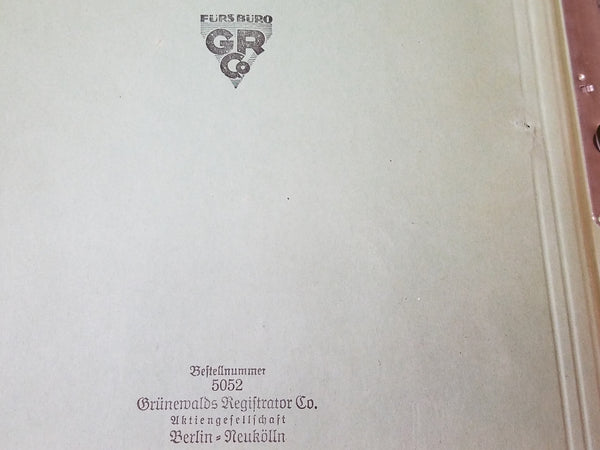 FÜRS BÜRO
GR
Co
Bestellnummer
5052
Grünewalds Registrator Co.
Aktiengesellschaft
Berlin=Neukölln